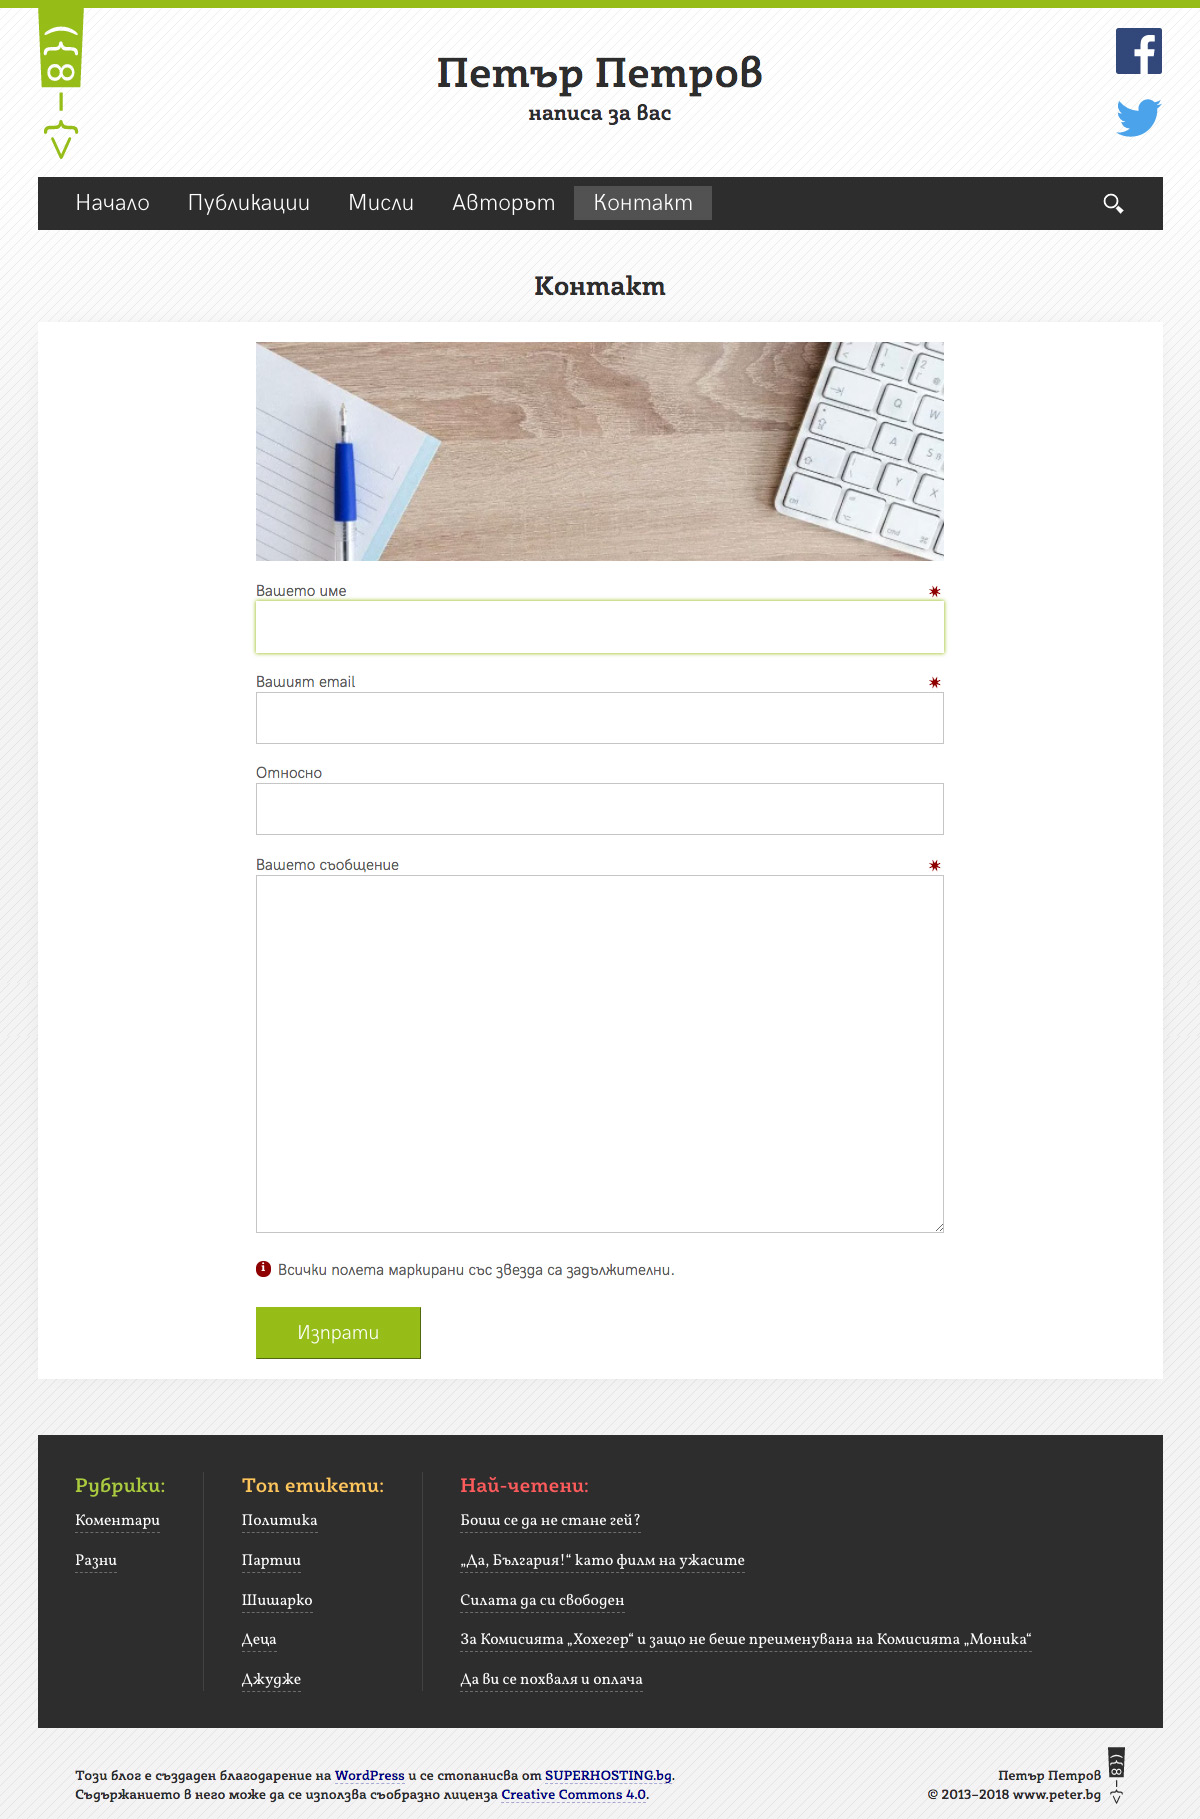 Петър Петров
написа за вас
Начало Публикации Мисли Авторът Контакт
Контакт
Вашето име
Вашият email
Относно
Вашето съобщение
Всички полета маркирани със звезда са задължителни.
Изпрати
Рубрики:
Коментари
Разни
Топ етикети:
Политика
Партии
Шишарко
Деца
Джудже
Най-четени:
Боиш се да не стане гей?
„Да, България!“ като филм на ужасите
Силата да си свободен
За Комисията „Хохегер“ и защо не беше преименувана на Комисията „Моника“
Да ви се похваля и оплача
Този блог е създаден благодарение на WordPress и се стопанисва от SUPERHOSTING.bg.
Съдържанието в него може да се използва съобразно лиценза Creative Commons 4.0.
Петър Петров
© 2013–2018 www.peter.bg